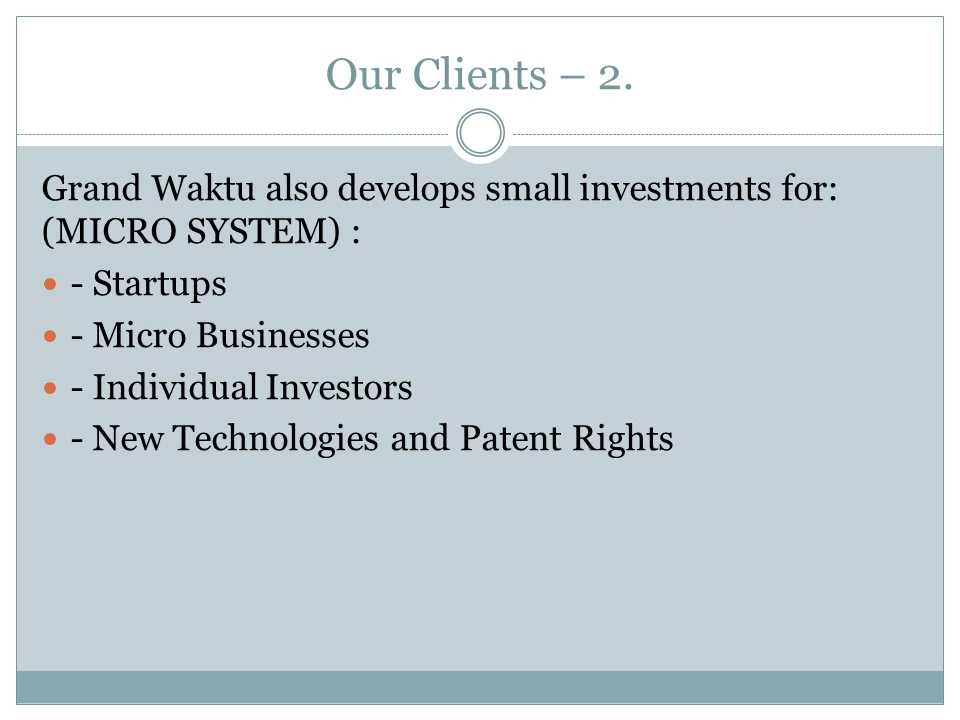 Our Clients – 2.
Grand Waktu also develops small investments for:
(MICRO SYSTEM) :
• - Startups
• - Micro Businesses
• - Individual Investors
• - New Technologies and Patent Rights